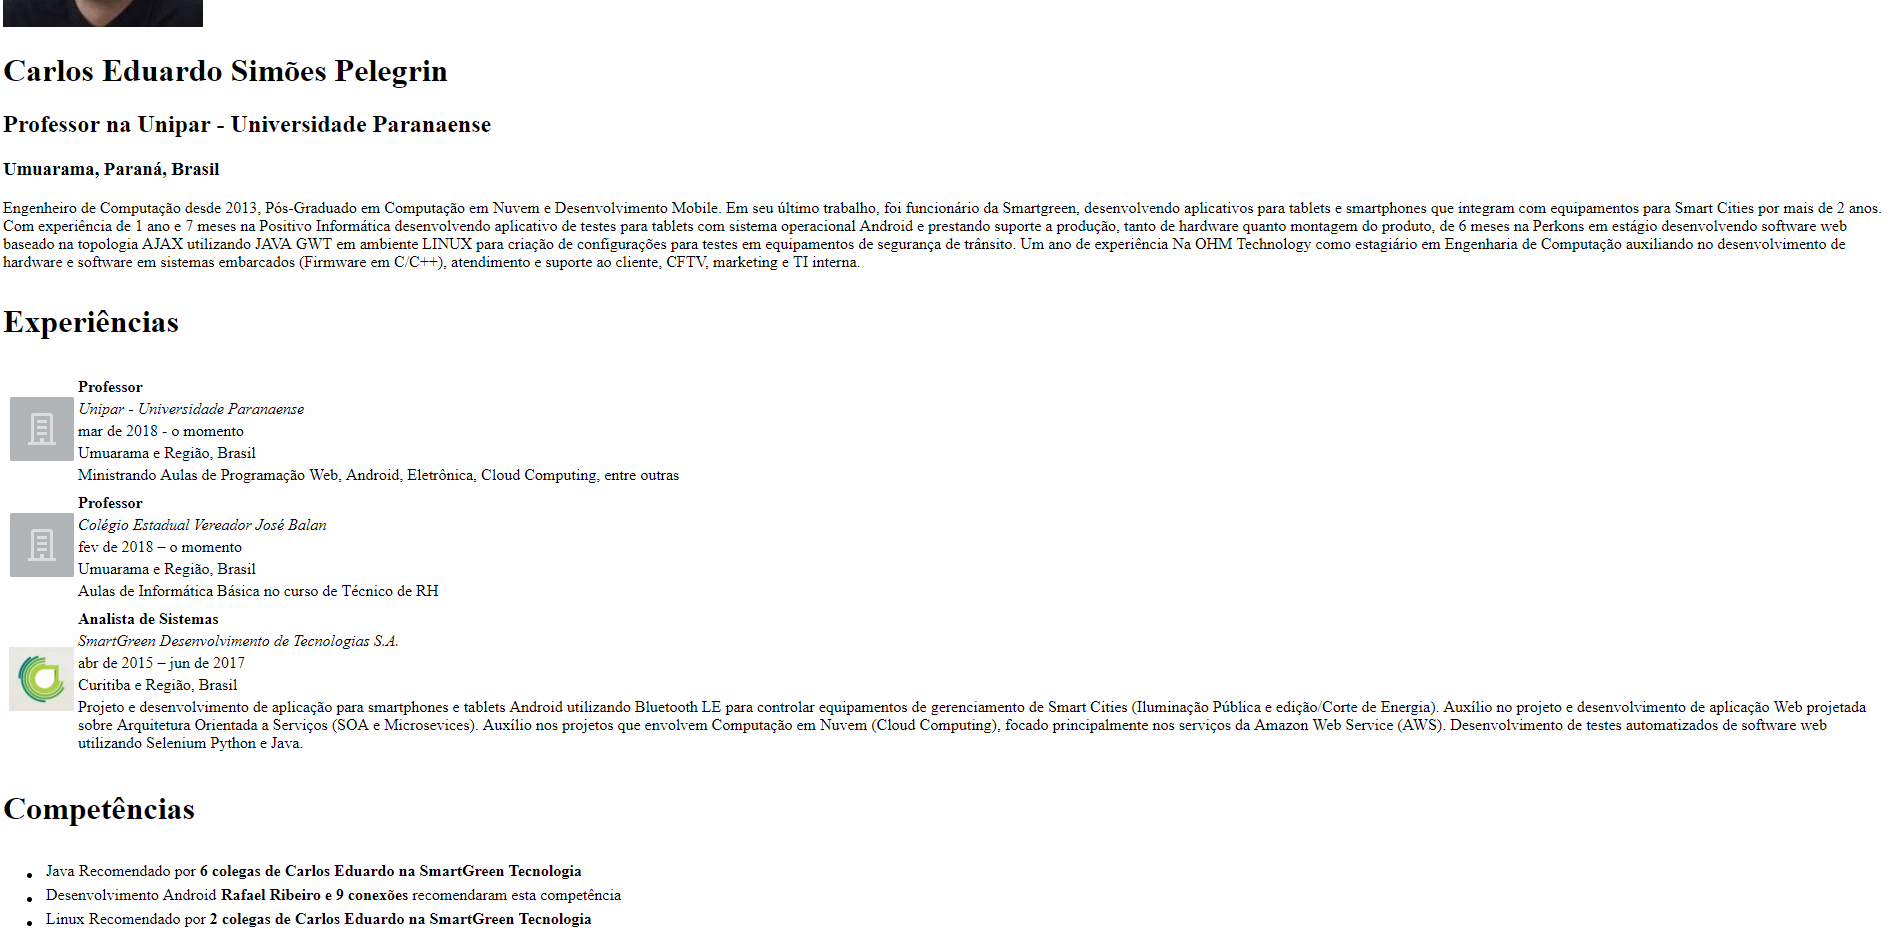 Carlos Eduardo Simões Pelegrin
Professor na Unipar - Universidade Paranaense
Umuarama, Paraná, Brasil
Engenheiro de Computação desde 2013, Pós-Graduado em Computação em Nuvem e Desenvolvimento Mobile. Em seu último trabalho, foi funcionário da Smartgreen, desenvolvendo aplicativos para tablets e smartphones que integram com equipamentos para Smart Cities por mais de 2 anos.
Com experiência de 1 ano e 7 meses na Positivo Informática desenvolvendo aplicativo de testes para tablets com sistema operacional Android e prestando suporte a produção, tanto de hardware quanto montagem do produto, de 6 meses na Perkons em estágio desenvolvendo software web
baseado na topologia AJAX utilizando JAVA GWT em ambiente LINUX para criação de configurações para testes em equipamentos de segurança de trânsito. Um ano de experiência Na OHM Technology como estagiário em Engenharia de Computação auxiliando no desenvolvimento de
hardware e software em sistemas embarcados (Firmware em C/C++), atendimento e suporte ao cliente, CFTV, marketing e TI interna.
Experiências
Professor
Unipar - Universidade Paranaense
mar de 2018 - o momento
Umuarama e Região, Brasil
Ministrando Aulas de Programação Web, Android, Eletrônica, Cloud Computing, entre outras
Professor
Colégio Estadual Vereador José Balan
fev de 2018 – o momento
Umuarama e Região, Brasil
Aulas de Informática Básica no curso de Técnico de RH
Analista de Sistemas
SmartGreen Desenvolvimento de Tecnologias S.A.
abr de 2015 – jun de 2017
Curitiba e Região, Brasil
Projeto e desenvolvimento de aplicação para smartphones e tablets Android utilizando Bluetooth LE para controlar equipamentos de gerenciamento de Smart Cities (Iluminação Pública e edição/Corte de Energia). Auxílio no projeto e desenvolvimento de aplicação Web projetada
sobre Arquitetura Orientada a Serviços (SOA e Microsevices). Auxílio nos projetos que envolvem Computação em Nuvem (Cloud Computing), focado principalmente nos serviços da Amazon Web Service (AWS). Desenvolvimento de testes automatizados de software web
utilizando Selenium Python e Java.
Competências
• Java Recomendado por 6 colegas de Carlos Eduardo na SmartGreen Tecnologia
• Desenvolvimento Android Rafael Ribeiro e 9 conexões recomendaram esta competência
• Linux Recomendado por 2 colegas de Carlos Eduardo na SmartGreen Tecnologia